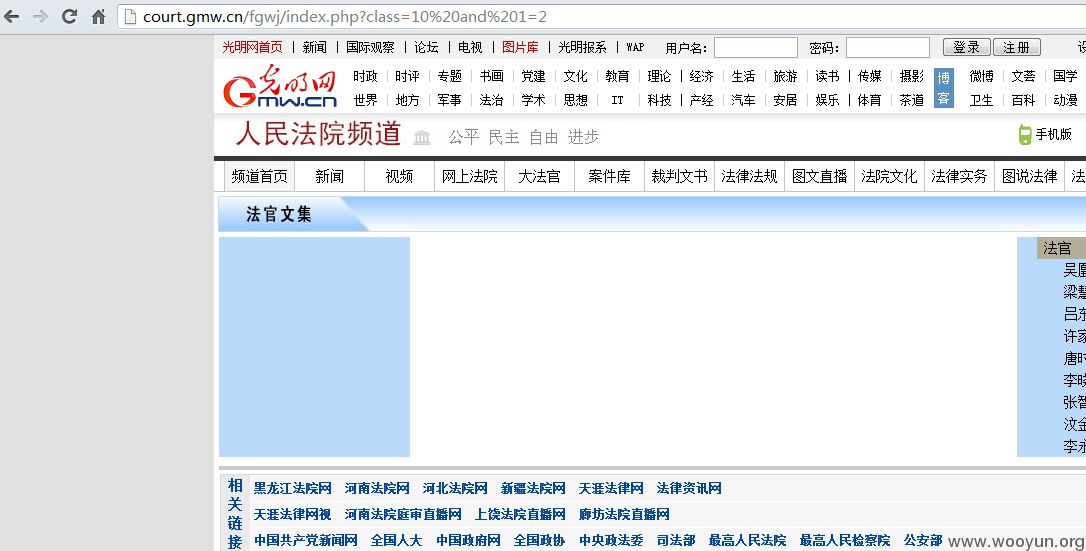 court.gmw.cn/fgwj/index.php?class=10%20and%201=2
光明网首页 | 新闻 | 国际观察 | 论坛 | 电视 | 图片库 | 光明报系 | WAP 用户名: 密码: 登录 注册
光明网 Gmw.cn
时政 时评 专题 书画 党建 文化 教育 理论 经济 生活 旅游 读书 传媒 摄影 博客 微博 文荟 国学
世界 地方 军事 法治 学术 思想 IT 科技 产经 汽车 安居 娱乐 体育 茶道 卫生 百科 动漫
人民法院频道 公平 民主 自由 进步 手机版
频道首页 新闻 视频 网上法院 大法官 案件库 裁判文书 法律法规 图文直播 法院文化 法律实务 图说法律 法
法官文集
法官
吕东
许家
唐时
李晓
张智
汶金
李永
相关链接
黑龙江法院网 河南法院网 河北法院网 新疆法院网 天涯法律网 法律资讯网
天涯法律网视 河南法院庭审直播网 上饶法院直播网 廊坊法院直播网
中国共产党新闻网 全国人大 中国政府网 全国政协 中央政法委 司法部 最高人民法院 最高人民检察院 公安部
www.wooyun.org